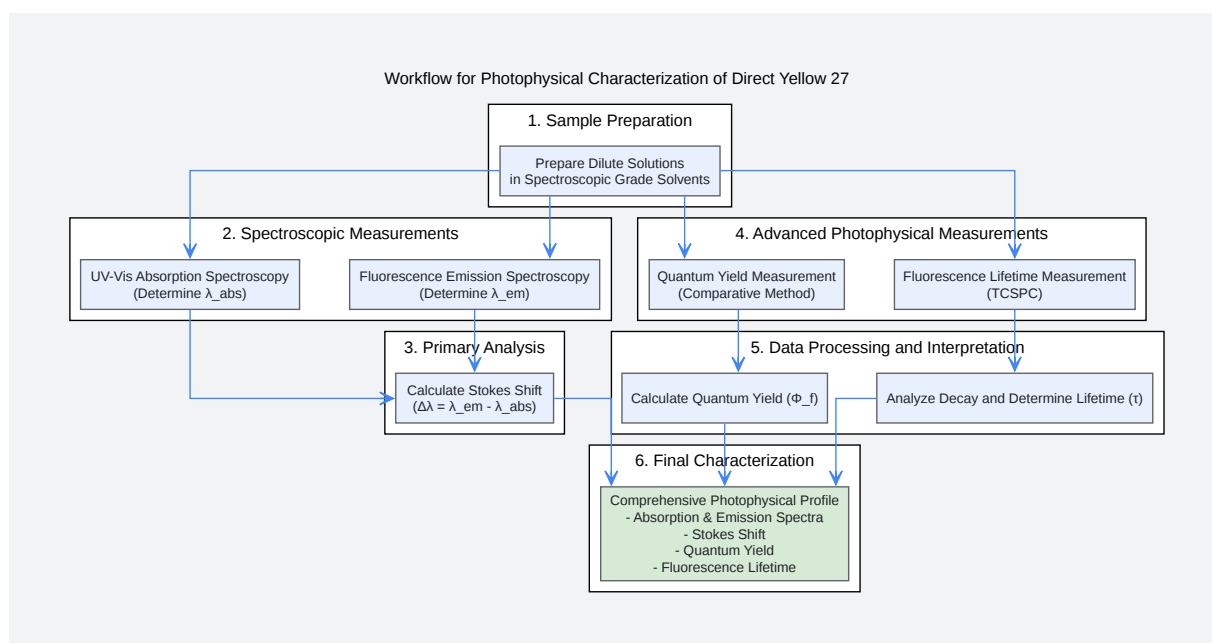 Workflow for Photophysical Characterization of Direct Yellow 27
1. Sample Preparation
Prepare Dilute Solutions
in Spectroscopic Grade Solvents
2. Spectroscopic Measurements
UV-Vis Absorption Spectroscopy
(Determine λ_abs)
Fluorescence Emission Spectroscopy
(Determine λ_em)
4. Advanced Photophysical Measurements
Quantum Yield Measurement
(Comparative Method)
Fluorescence Lifetime Measurement
(TCSPC)
3. Primary Analysis
Calculate Stokes Shift
(Δλ = λ_em - λ_abs)
5. Data Processing and Interpretation
Calculate Quantum Yield (Φ_f)
Analyze Decay and Determine Lifetime (τ)
6. Final Characterization
Comprehensive Photophysical Profile
- Absorption & Emission Spectra
- Stokes Shift
- Quantum Yield
- Fluorescence Lifetime